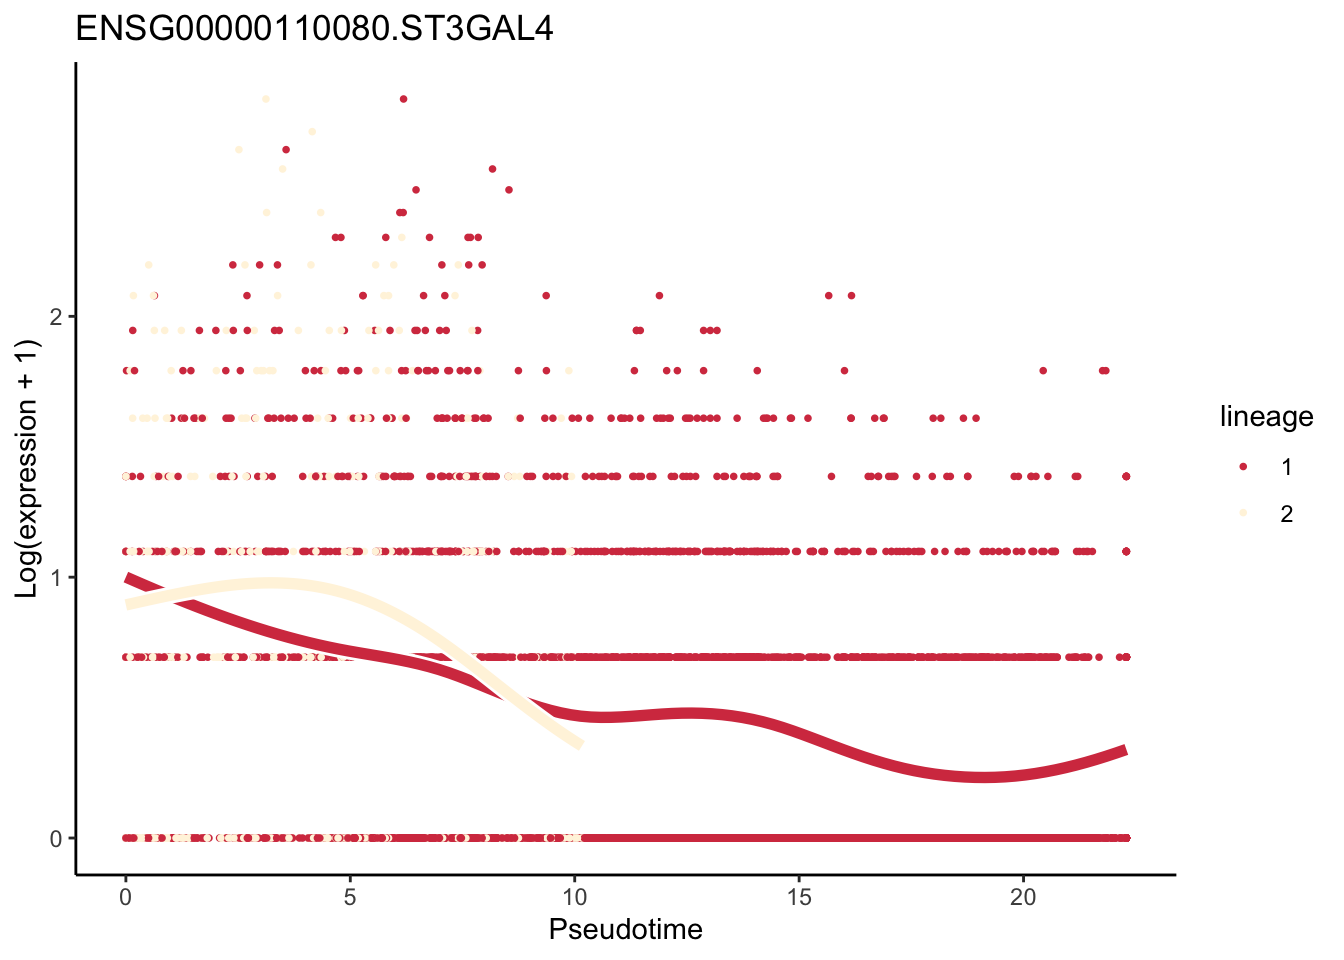 ENSG00000110080.ST3GAL4
Log(expression + 1)
2
1
0
0 5 10 15 20
Pseudotime
lineage
1
2